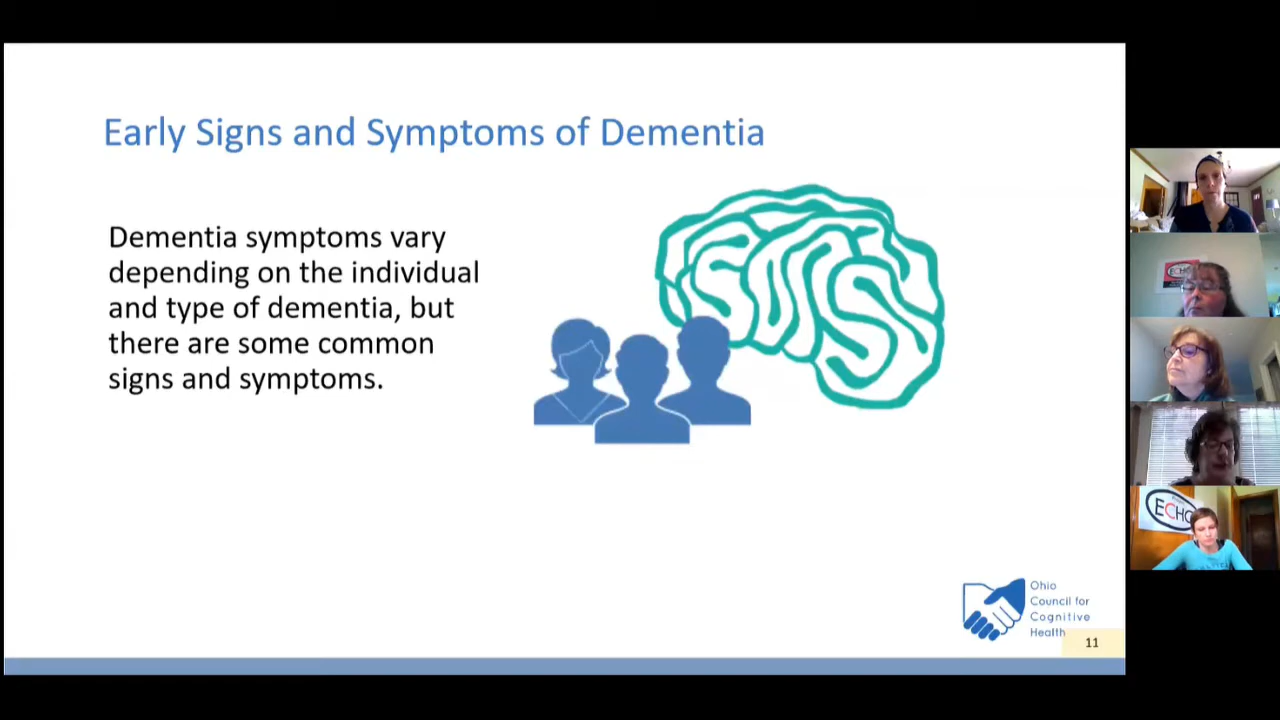 Early Signs and Symptoms of Dementia
Dementia symptoms vary
depending on the individual
and type of dementia, but
there are some common
signs and symptoms.
Ohio
Council for
Cognitive
Health
11
ECHO